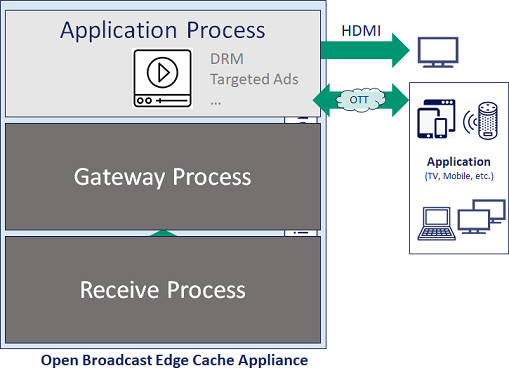 Application Process
HDMI
DRM
Targeted Ads
...
OTT
Application
(TV, Mobile, etc.)
Gateway Process
Receive Process
Open Broadcast Edge Cache Appliance